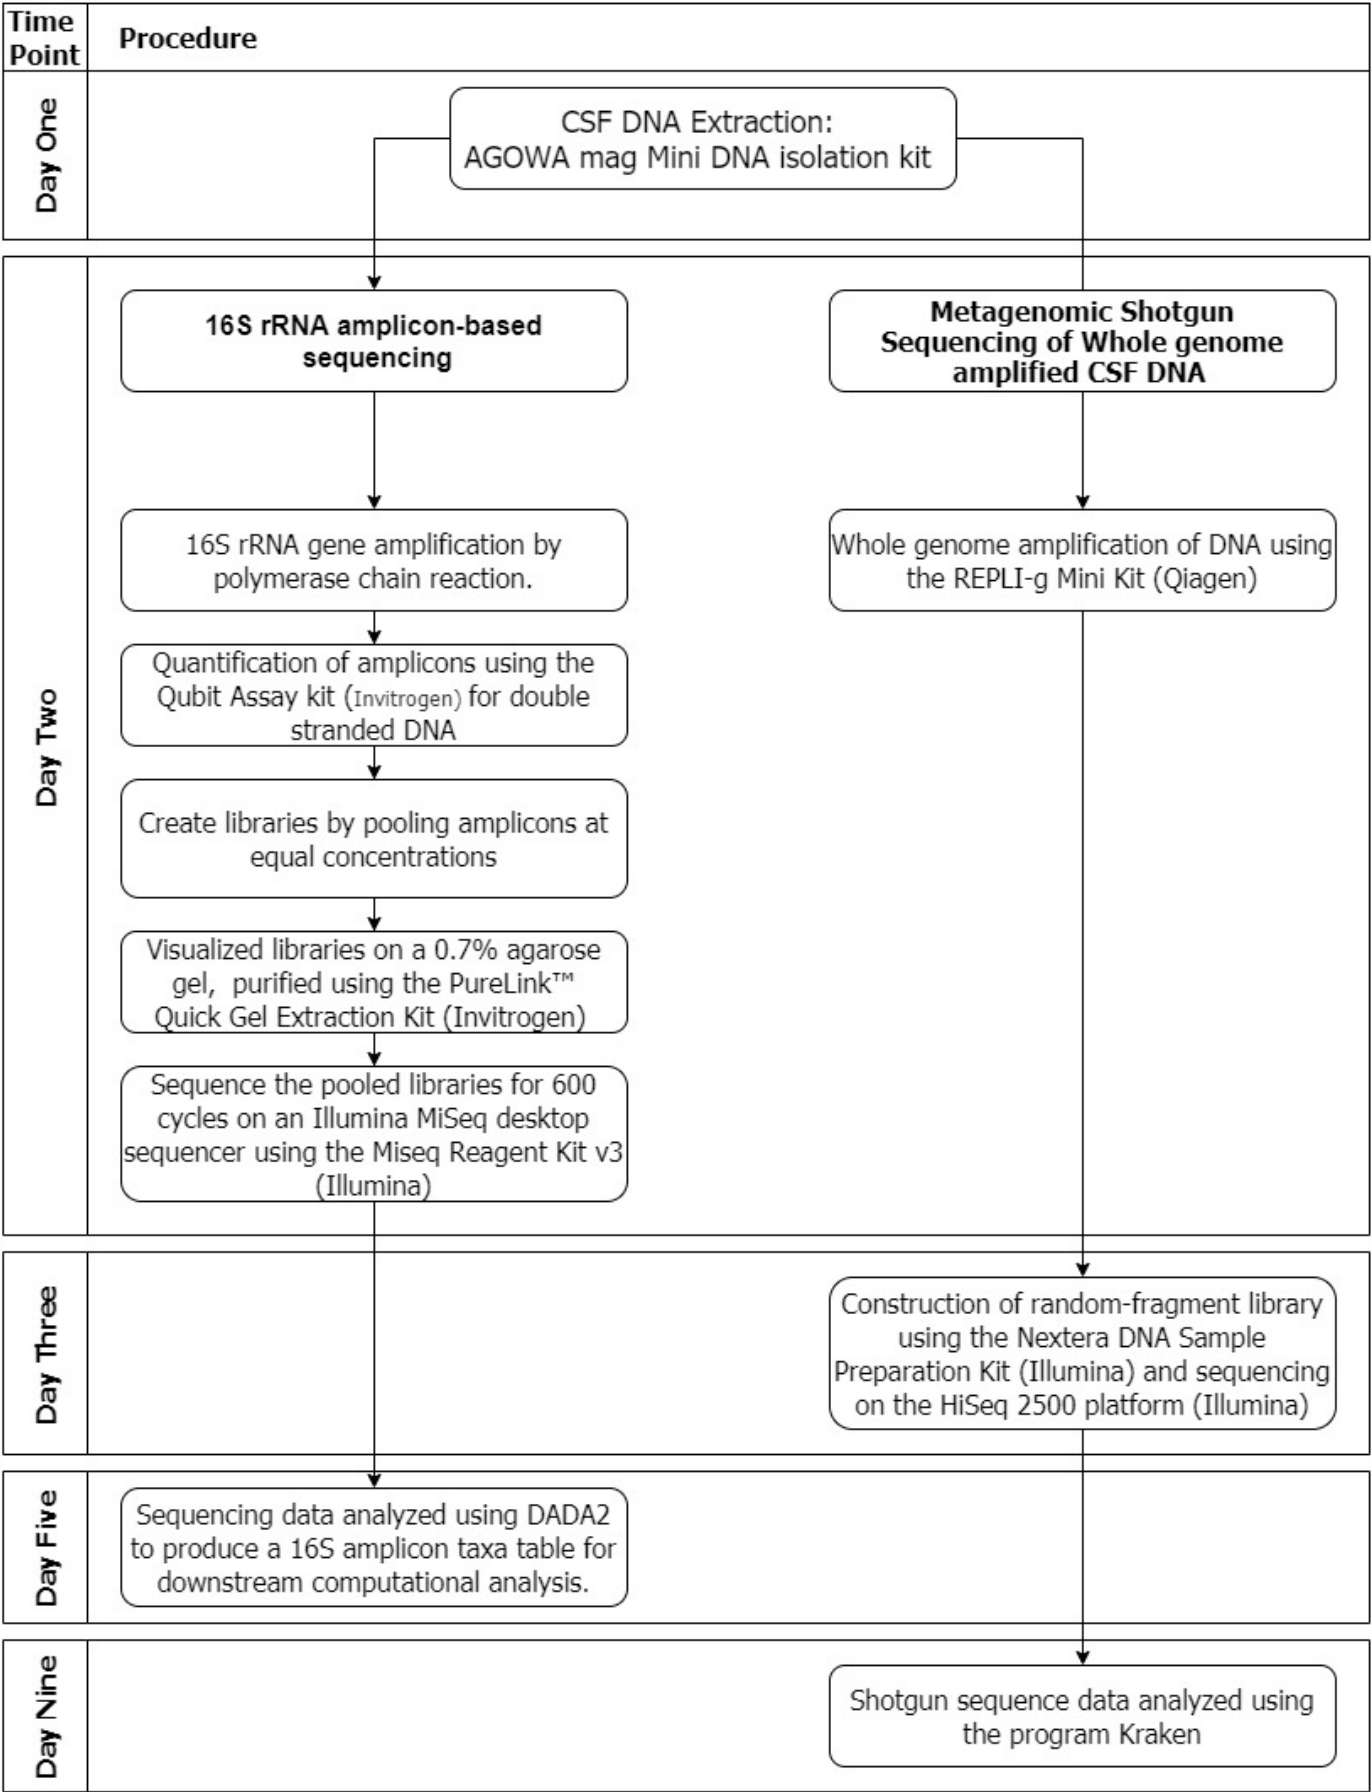 Time
Point
Procedure
Day One
CSF DNA Extraction:
AGOWA mag Mini DNA isolation kit
Day Two
16S rRNA amplicon-based
sequencing
Metagenomic Shotgun
Sequencing of Whole genome
amplified CSF DNA
16S rRNA gene amplification by
polymerase chain reaction.
Whole genome amplification of DNA using
the REPLI-g Mini Kit (Qiagen)
Quantification of amplicons using the
Qubit Assay kit (Invitrogen) for double
stranded DNA
Create libraries by pooling amplicons at
equal concentrations
Visualized libraries on a 0.7% agarose
gel, purified using the PureLink™
Quick Gel Extraction Kit (Invitrogen)
Sequence the pooled libraries for 600
cycles on an Illumina MiSeq desktop
sequencer using the Miseq Reagent Kit v3
(Illumina)
Day Three
Construction of random-fragment library
using the Nextera DNA Sample
Preparation Kit (Illumina) and sequencing
on the HiSeq 2500 platform (Illumina)
Day Five
Sequencing data analyzed using DADA2
to produce a 16S amplicon taxa table for
downstream computational analysis.
Day Nine
Shotgun sequence data analyzed using
the program Kraken